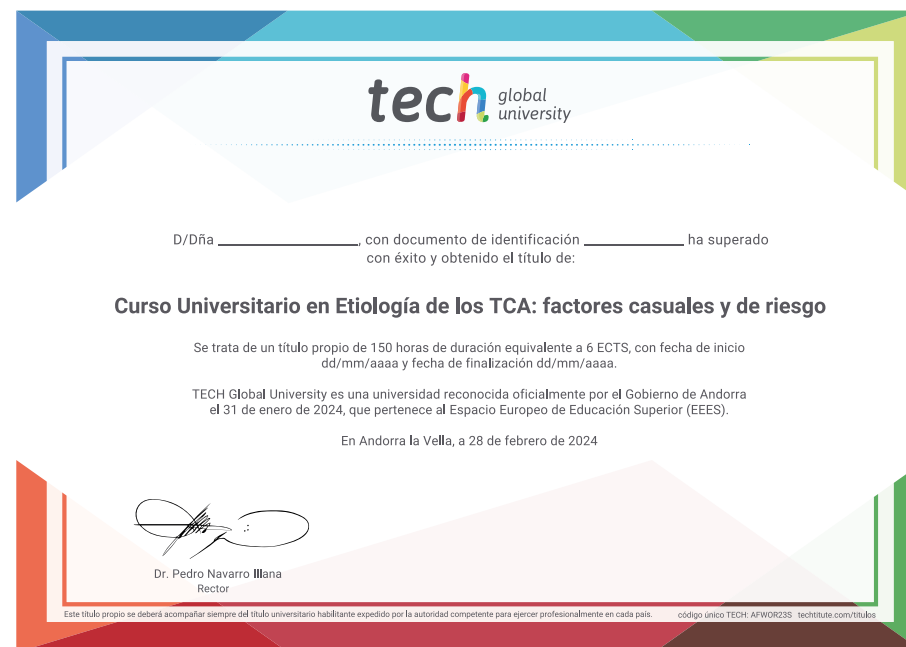 tech global university
D/Dña ____________, con documento de identificación ____________ ha superado
con éxito y obtenido el título de:
Curso Universitario en Etiología de los TCA: factores casuales y de riesgo
Se trata de un título propio de 150 horas de duración equivalente a 6 ECTS, con fecha de inicio
dd/mm/aaaa y fecha de finalización dd/mm/aaaa.
TECH Global University es una universidad reconocida oficialmente por el Gobierno de Andorra
el 31 de enero de 2024, que pertenece al Espacio Europeo de Educación Superior (EEES).
En Andorra la Vella, a 28 de febrero de 2024
Dr. Pedro Navarro Illana
Rector
Este título propio se deberá acompañar siempre del título universitario habilitante expedido por la autoridad competente para ejercer profesionalmente en cada país.
código único TECH: AFWOR23S techtitute.com/titulos